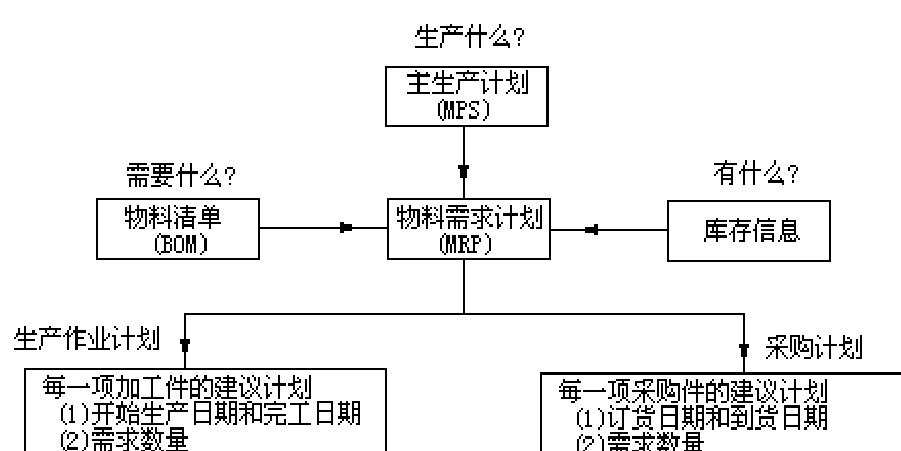 生产什么?
主生产计划
(MPS)
需要什么?
有什么?
物料清单
(BOM)
物料需求计划
(MRP)
库存信息
生产作业计划
采购计划
每一项加工件的建议计划
(1)开始生产日期和完工日期
(2)需求数量
每一项采购件的建议计划
(1)订货日期和到货日期
(2)需求数量